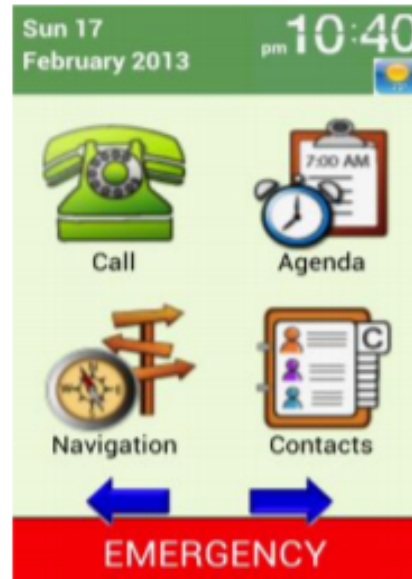 Sun 17
February 2013
pm 10:40
7:00 AM
Call
Agenda
C
Navigation
Contacts
EMERGENCY